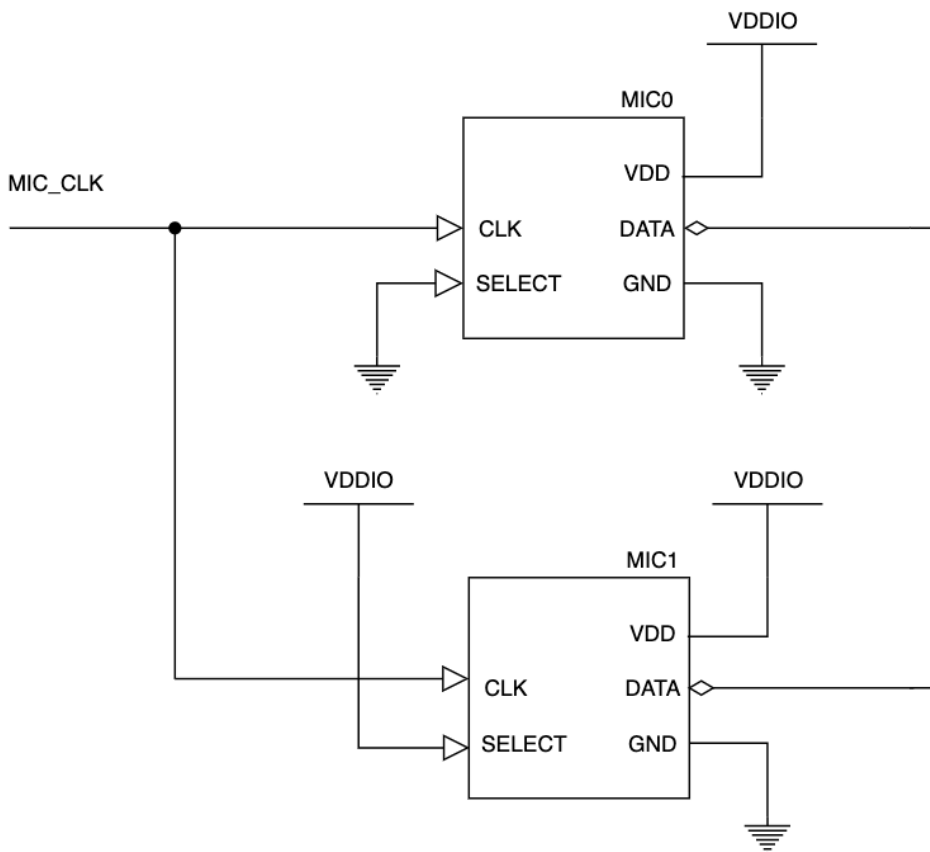 VDDIO
MIC0
MIC_CLK
VDD
CLK
DATA
SELECT
GND
VDDIO
VDDIO
MIC1
VDD
CLK
DATA
SELECT
GND